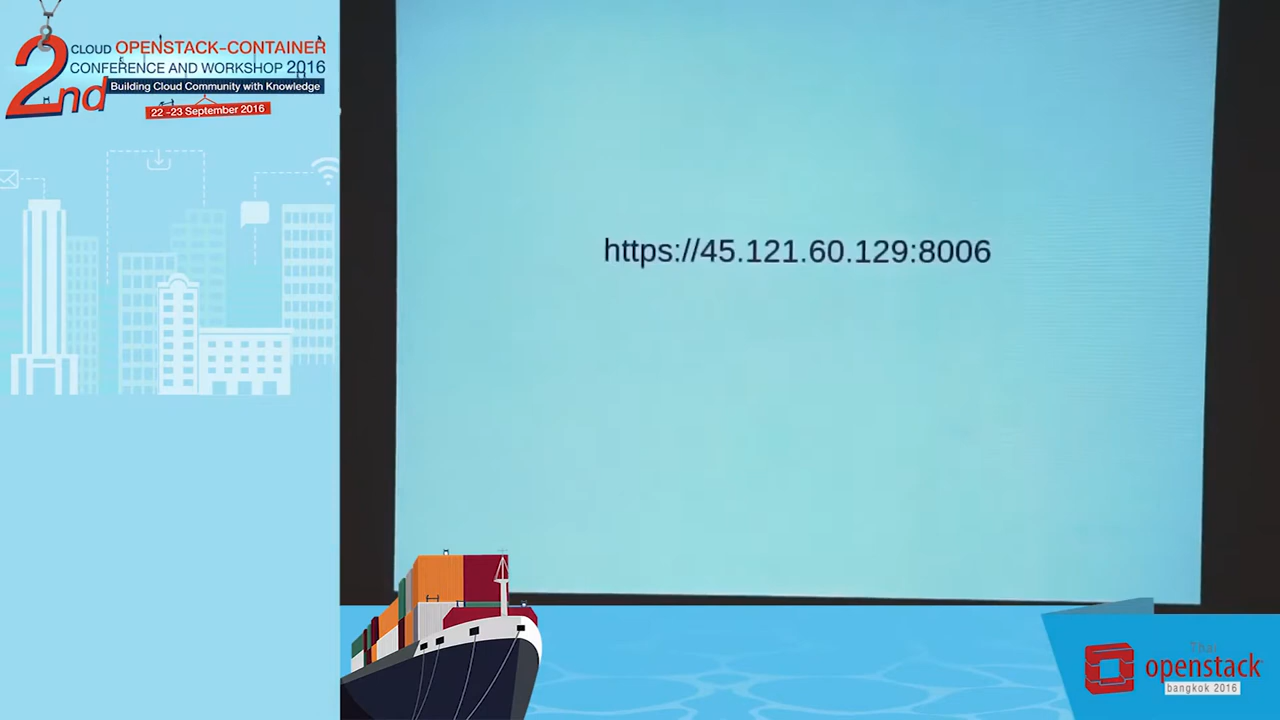 2nd
CLOUD OPENSTACK-CONTAINER
CONFERENCE AND WORKSHOP 2016
Building Cloud Community with Knowledge
22 -23 September 2016
https://45.121.60.129:8006
Thai
openstack
bangkok 2016